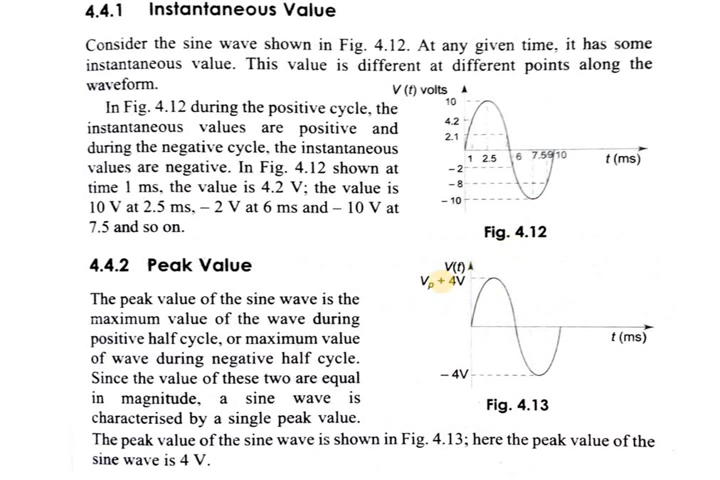 4.4.1 Instantaneous Value
Consider the sine wave shown in Fig. 4.12. At any given time, it has some
instantaneous value. This value is different at different points along the
waveform.
In Fig. 4.12 during the positive cycle, the
instantaneous values are positive and
during the negative cycle, the instantaneous
values are negative. In Fig. 4.12 shown at
time 1 ms, the value is 4.2 V; the value is
10 V at 2.5 ms, – 2 V at 6 ms and – 10 V at
7.5 and so on.
V (t) volts
10
4.2
2.1
1 2.5 6 7.5 9 10 t (ms)
– 2
– 8
– 10
Fig. 4.12
4.4.2 Peak Value
The peak value of the sine wave is the
maximum value of the wave during
positive half cycle, or maximum value
of wave during negative half cycle.
Since the value of these two are equal
in magnitude, a sine wave is
characterised by a single peak value.
V(t)
Vp + 4V
t (ms)
– 4V
Fig. 4.13
The peak value of the sine wave is shown in Fig. 4.13; here the peak value of the
sine wave is 4 V.